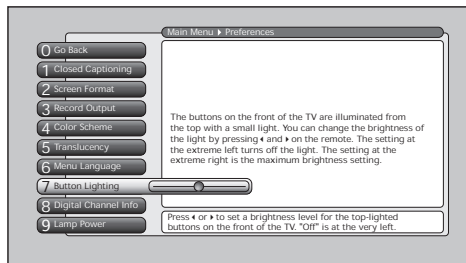 Main Menu ▸ Preferences
0 Go Back
1 Closed Captioning
2 Screen Format
3 Record Output
4 Color Scheme
5 Translucency
6 Menu Language
7 Button Lighting
8 Digital Channel Info
9 Lamp Power
The buttons on the front of the TV are illuminated from
the top with a small light. You can change the brightness of
the light by pressing ◂ and ▸ on the remote. The setting at
the extreme left turns off the light. The setting at the
extreme right is the maximum brightness setting.
Press ◂ or ▸ to set a brightness level for the top-lighted
buttons on the front of the TV. "Off" is at the very left.